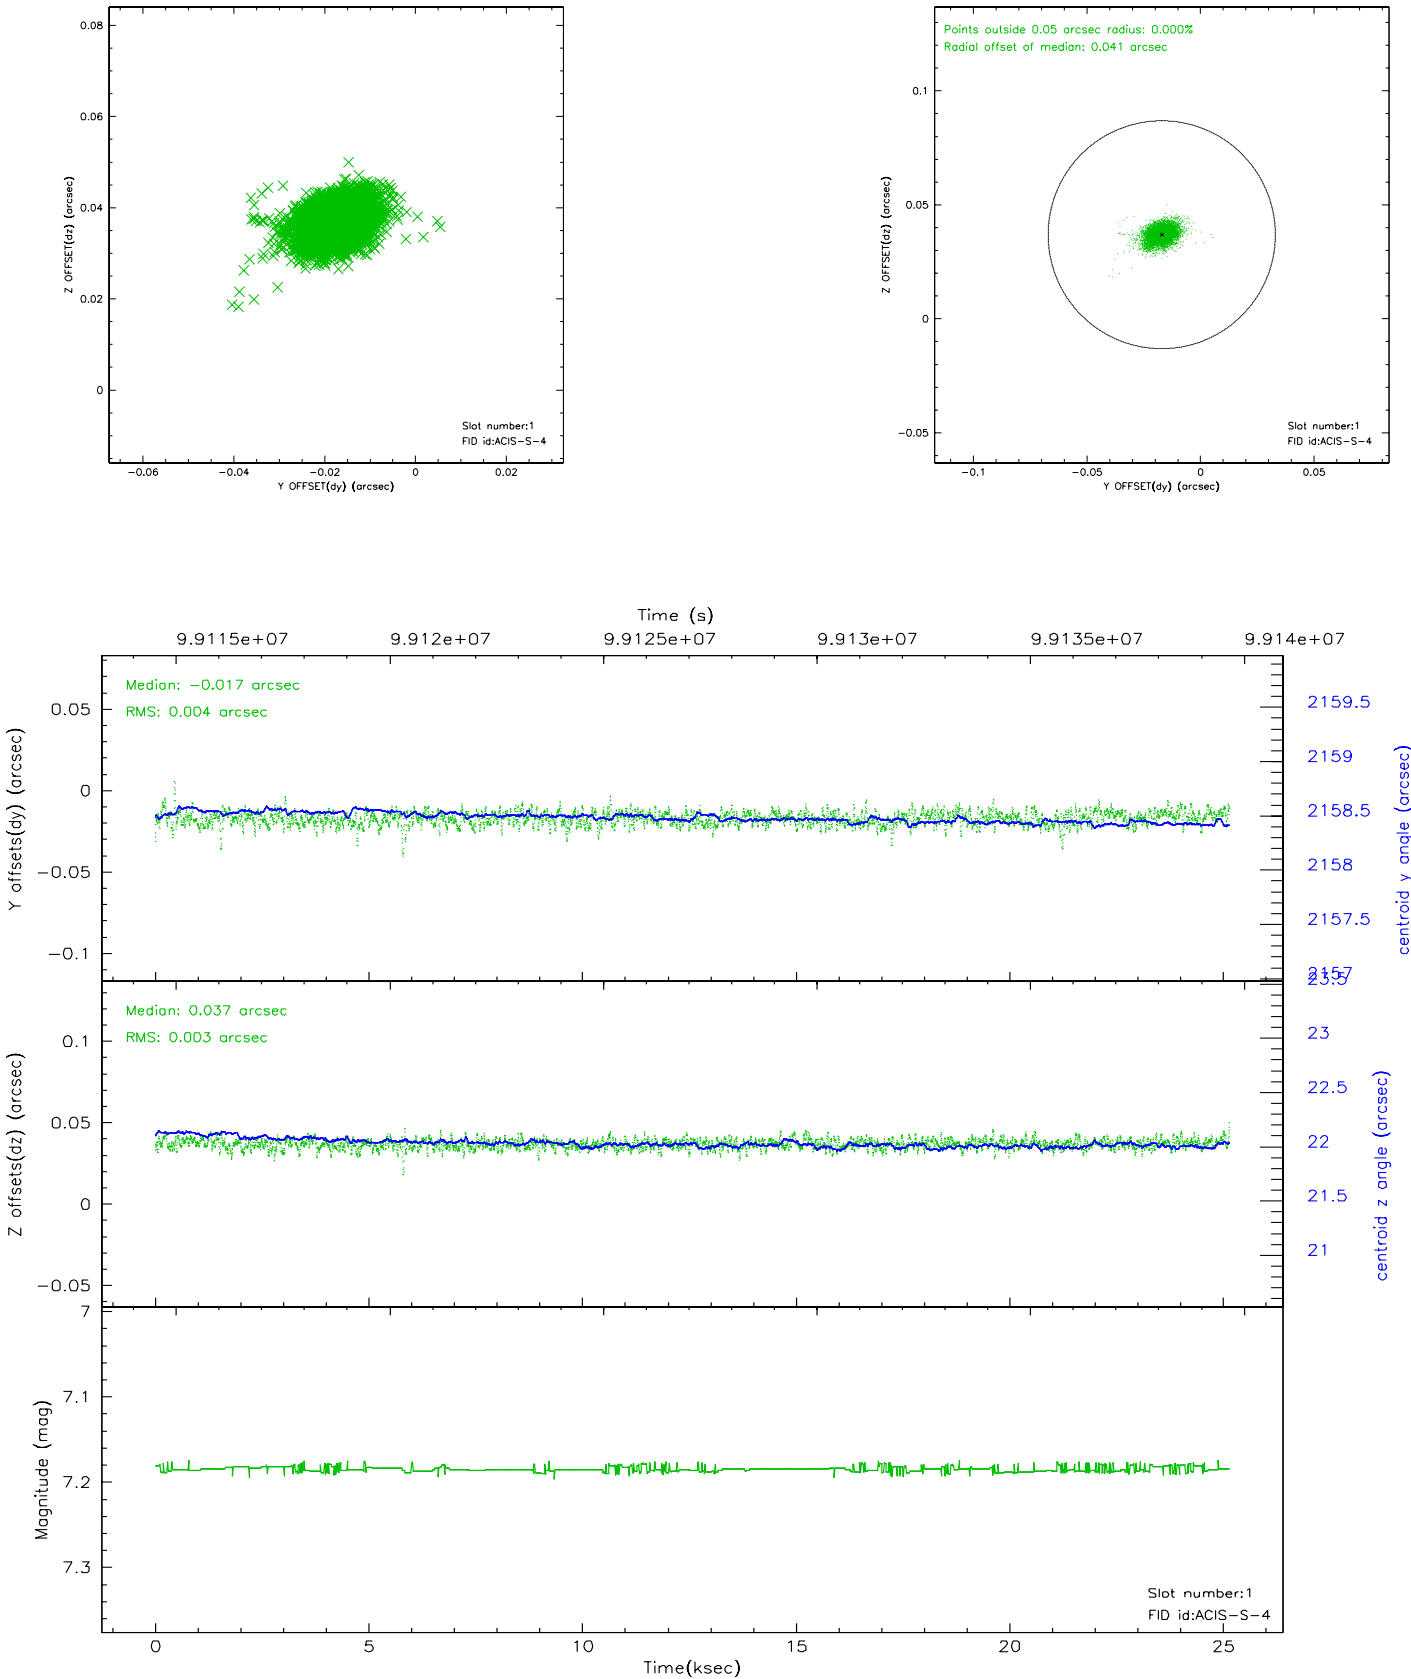 0.08
0.06
0.04
0.02
0
Z OFFSET(dz) (arcsec)
Slot number:1
FID id:ACIS-S-4
-0.06
-0.04
-0.02
0
0.02
Y OFFSET(dy) (arcsec)
Points outside 0.05 arcsec radius: 0.000%
Radial offset of median: 0.041 arcsec
0.1
0.05
0
-0.05
Z OFFSET(dz) (arcsec)
Slot number:1
FID id:ACIS-S-4
-0.1
-0.05
0
0.05
Y OFFSET(dy) (arcsec)
Time (s)
9.9115e+07
9.912e+07
9.9125e+07
9.913e+07
9.9135e+07
9.914e+07
Median: -0.017 arcsec
RMS: 0.004 arcsec
0.05
0
-0.05
-0.1
Y offsets(dy) (arcsec)
2159.5
2159
2158.5
2158
2157.5
2157
centroid y angle (arcsec)
Median: 0.037 arcsec
RMS: 0.003 arcsec
0.1
0.05
0
-0.05
Z offsets(dz) (arcsec)
23.5
23
22.5
22
21.5
21
centroid z angle (arcsec)
7
7.1
7.2
7.3
Magnitude (mag)
Slot number:1
FID id:ACIS-S-4
0
5
10
15
20
25
Time(ksec)